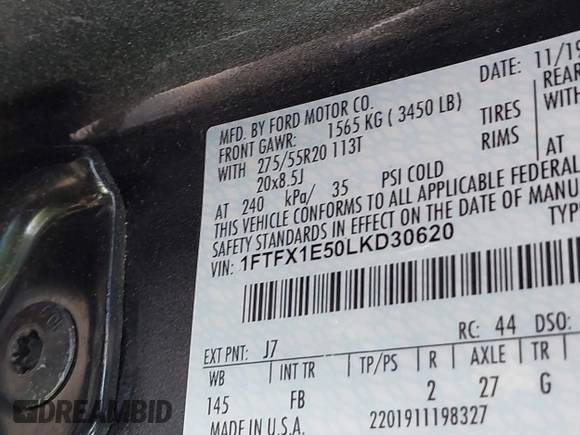 MFD. BY FORD MOTOR CO.
DATE: 11/19
FRONT GAWR: 1565 KG ( 3450 LB)
REAR
WITH 275/55R20 113T TIRES
WITH
20x8.5J RIMS
AT 240 kPa/ 35 PSI COLD
AT
THIS VEHICLE CONFORMS TO ALL APPLICABLE FEDERAL
SAFETY STANDARDS IN EFFECT ON THE DATE OF MANU
VIN: 1FTFX1E50LKD30620
TYP
EXT PNT: J7 RC: 44 DSO:
WB INT TR TP/PS R AXLE TR
145 FB 2 27 G
MADE IN U.S.A. 2201911198327
DREAMBID